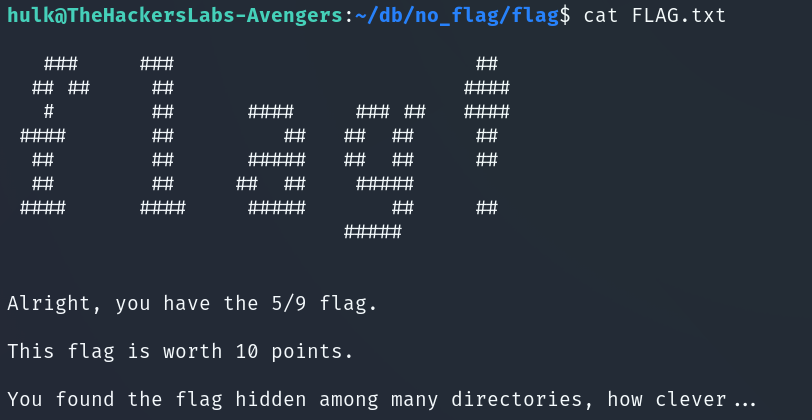 hulk@TheHackersLabs-Avengers:~/db/no_flag/flag$ cat FLAG.txt
flag!
Alright, you have the 5/9 flag.
This flag is worth 10 points.
You found the flag hidden among many directories, how clever...